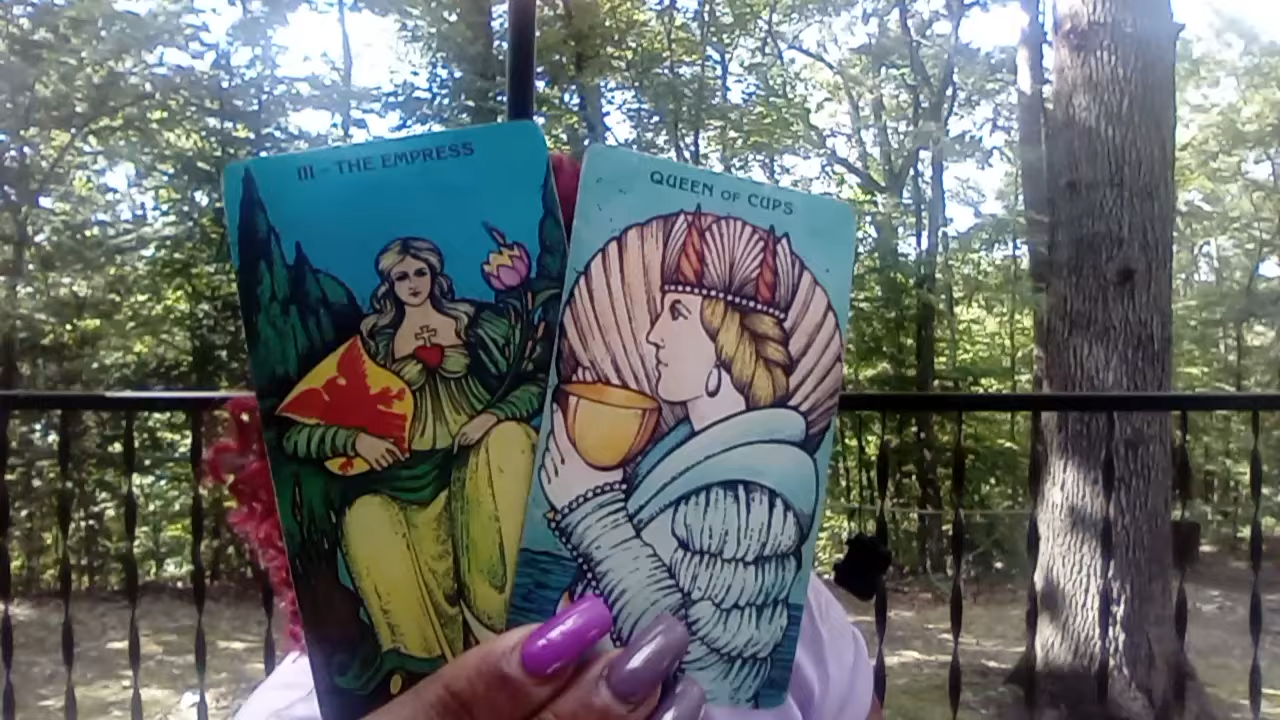 III - THE EMPRESS
QUEEN OF CUPS